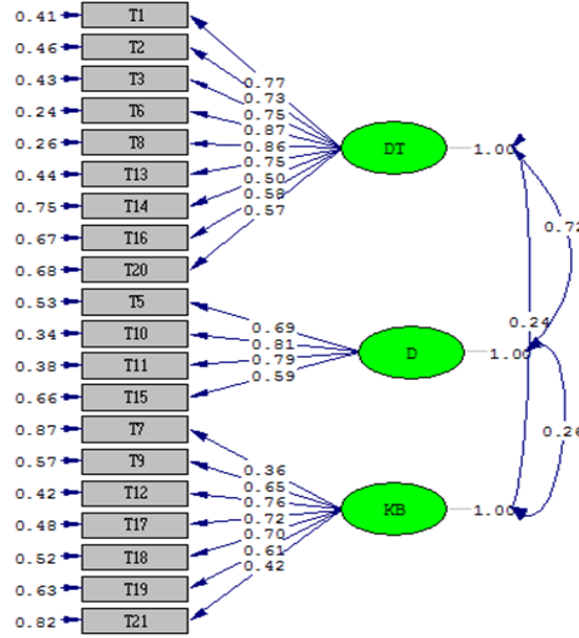 0.41 T1
0.46 T2
0.43 T3
0.24 T6
0.26 T8
0.44 T13
0.75 T14
0.67 T16
0.68 T20
0.53 T5
0.34 T10
0.38 T11
0.66 T15
0.87 T7
0.57 T9
0.42 T12
0.48 T17
0.52 T18
0.63 T19
0.82 T21
0.77
0.73
0.75
0.87
0.86
0.75
0.50
0.58
0.57
0.69
0.81
0.79
0.59
0.36
0.65
0.76
0.72
0.70
0.61
0.42
DT 1.00
D 1.00
KB 1.00
0.72
0.24
0.26